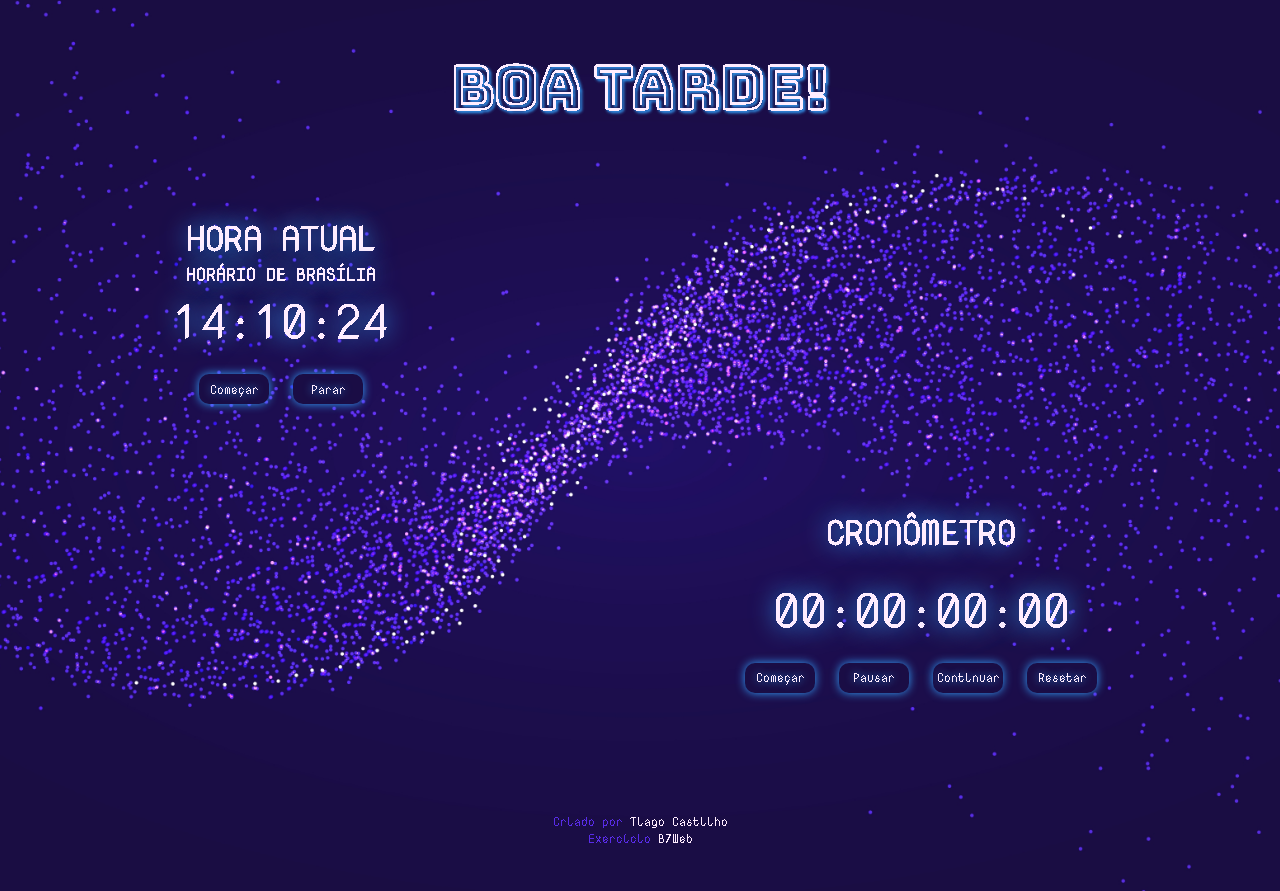 BOA TARDE!
HORA ATUAL
HORÁRIO DE BRASÍLIA
14:10:24
Começar Parar
CRONÔMETRO
00:00:00:00
Começar Pausar Continuar Resetar
Criado por Tiago Castilho
Exercício B7Web